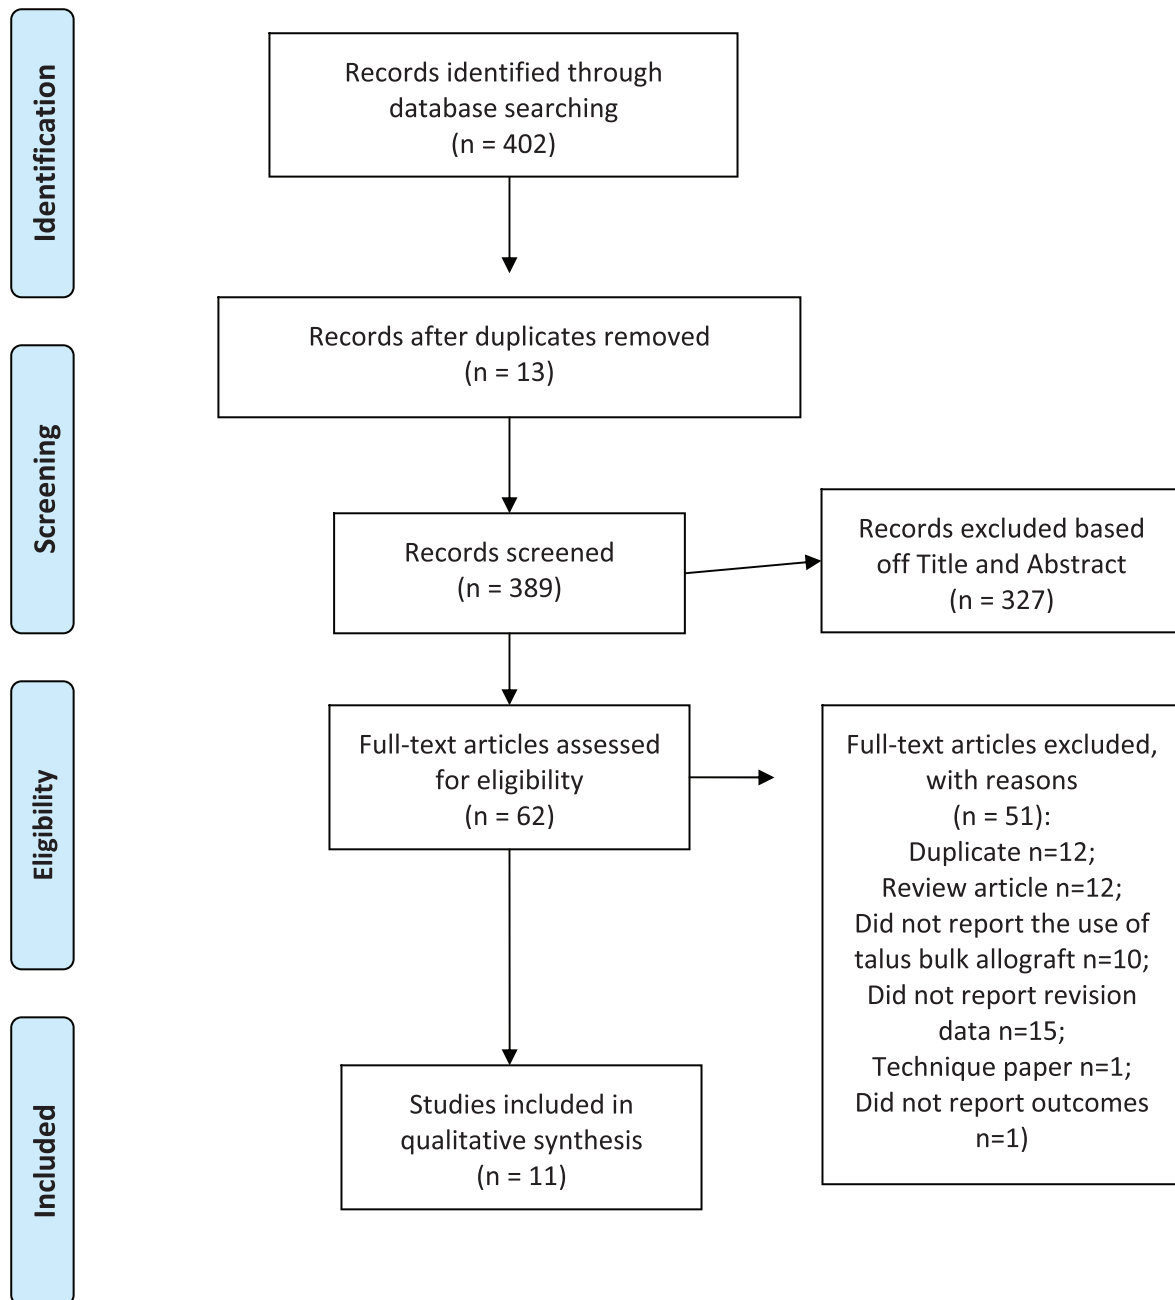 Identification
Records identified through
database searching
(n = 402)
Records after duplicates removed
(n = 13)
Screening
Records screened
(n = 389)
Records excluded based
off Title and Abstract
(n = 327)
Eligibility
Full-text articles assessed
for eligibility
(n = 62)
Full-text articles excluded,
with reasons
(n = 51):
Duplicate n=12;
Review article n=12;
Did not report the use of
talus bulk allograft n=10;
Did not report revision
data n=15;
Technique paper n=1;
Did not report outcomes
n=1)
Included
Studies included in
qualitative synthesis
(n = 11)